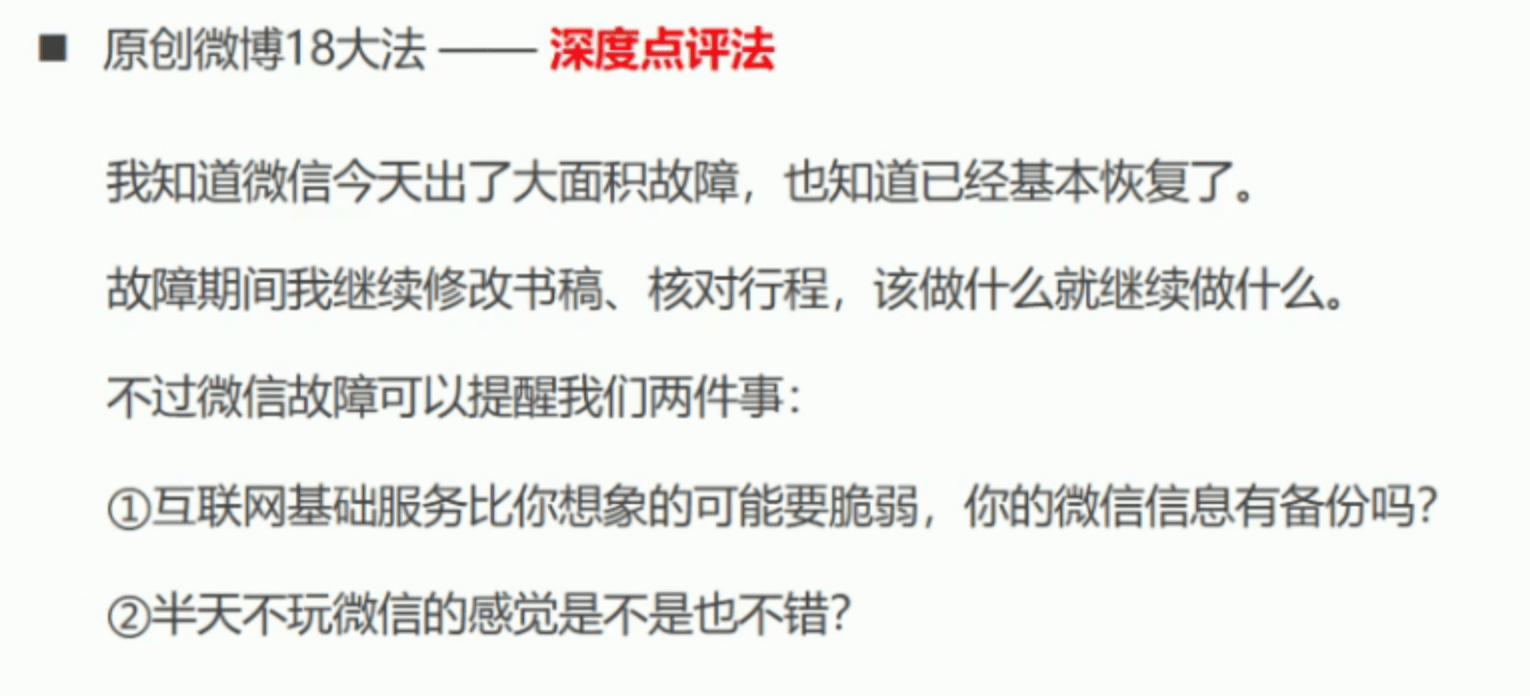 ■ 原创微博18大法 —— 深度点评法
我知道微信今天出了大面积故障，也知道已经基本恢复了。
故障期间我继续修改书稿、核对行程，该做什么就继续做什么。
不过微信故障可以提醒我们两件事：
①互联网基础服务比你想象的可能要脆弱，你的微信信息有备份吗？
②半天不玩微信的感觉是不是也不错？